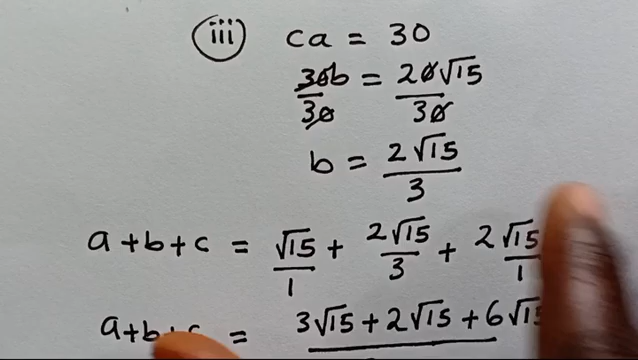 (iii) ca = 30
30b/30 = 20√15/30
b = 2√15/3
a+b+c = √15/1 + 2√15/3 + 2√15/1
a+b+c = 3√15 + 2√15 + 6√15